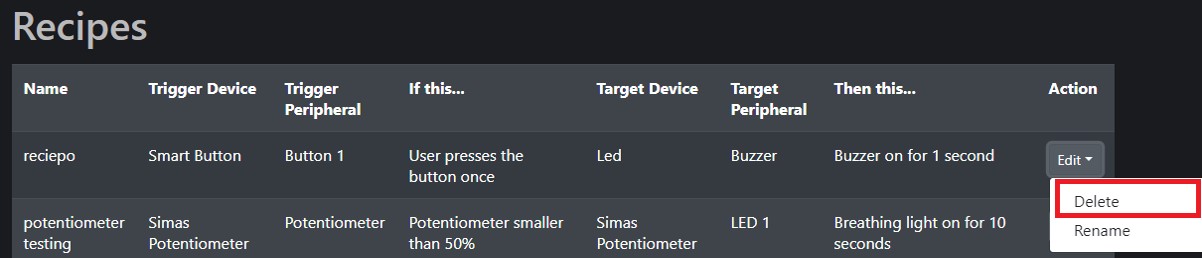 Recipes
Name Trigger Device Trigger Peripheral If this... Target Device Target Peripheral Then this... Action
reciepo Smart Button Button 1 User presses the button once Led Buzzer Buzzer on for 1 second Edit
Delete
Rename
potentiometer testing Simas Potentiometer Potentiometer Potentiometer smaller than 50% Simas Potentiometer LED 1 Breathing light on for 10 seconds